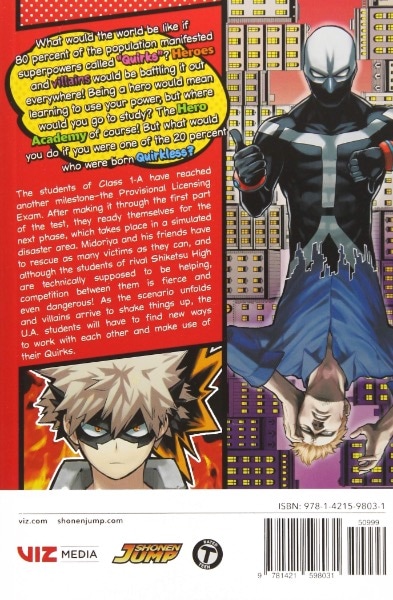 What would the world be like if
80 percent of the population manifested
superpowers called "Quirks"? Heroes
and villains would be battling it out
everywhere! Being a hero would mean
learning to use your power, but where
would you go to study? The Hero
Academy of course! But what would
you do if you were one of the 20 percent
who were born Quirkless?
The students of Class 1-A have reached
another milestone—the Provisional Licensing
Exam. After making it through the first part
of the test, they ready themselves for the
next phase, which takes place in a simulated
disaster area. Midoriya and his friends have
to rescue as many victims as they can, and
although the students of rival Shiketsu High
are technically supposed to be helping,
competition between them is fierce and
even dangerous! As the scenario unfolds
and villains arrive to shake things up, the
U.A. students will have to find new ways
to work with each other and make use of
their Quirks.
ISBN: 978-1-4215-9803-1
50999
viz.com shonenjump.com
VIZ MEDIA
SHONEN JUMP
RATED T TEEN
9 781421 598031